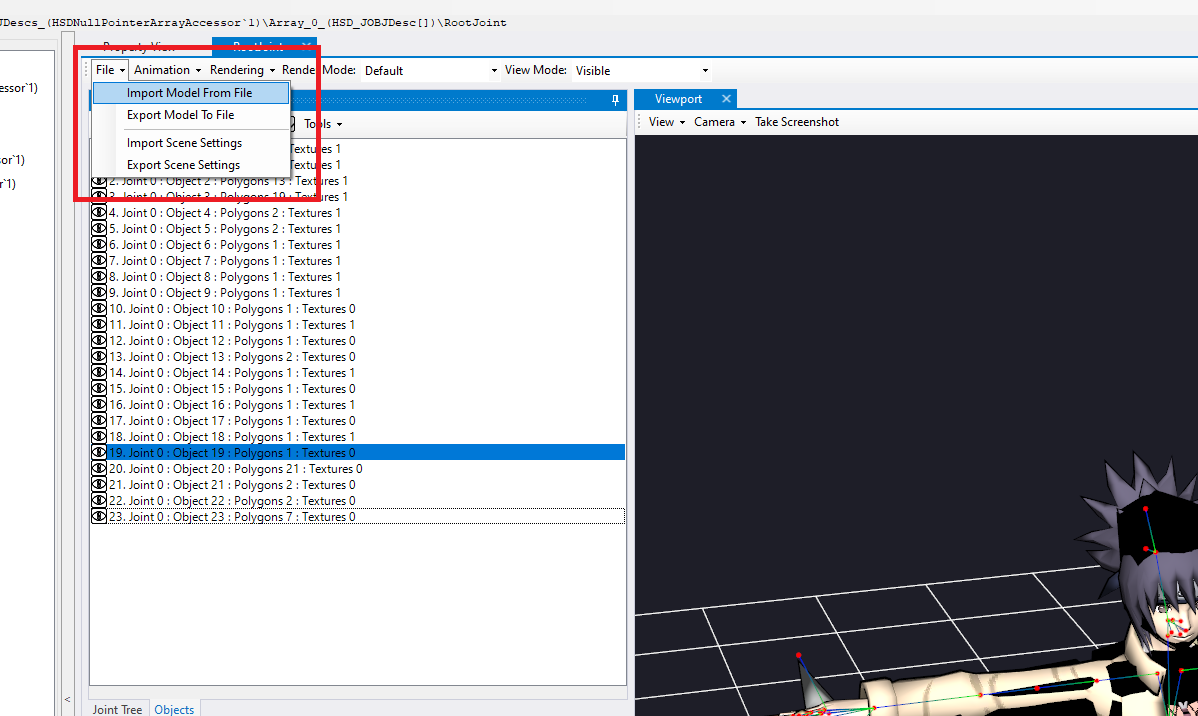 JDescs_(HSDNullPointerArrayAccessor`1)\Array_0_(HSD_JOBJDesc[])\RootJoint
Property View RootJoint
essor`1)
sor`1)
r`1)
File Animation Rendering Render Mode: Default View Mode: Visible
Import Model From File
Export Model To File
Import Scene Settings
Export Scene Settings
Viewport
View Camera Take Screenshot
Tools
Textures 1
Textures 1
2. Joint 0 : Object 2 : Polygons 13 : Textures 1
3. Joint 0 : Object 3 : Polygons 19 : Textures 1
4. Joint 0 : Object 4 : Polygons 2 : Textures 1
5. Joint 0 : Object 5 : Polygons 2 : Textures 1
6. Joint 0 : Object 6 : Polygons 1 : Textures 1
7. Joint 0 : Object 7 : Polygons 1 : Textures 1
8. Joint 0 : Object 8 : Polygons 1 : Textures 1
9. Joint 0 : Object 9 : Polygons 1 : Textures 1
10. Joint 0 : Object 10 : Polygons 1 : Textures 0
11. Joint 0 : Object 11 : Polygons 1 : Textures 1
12. Joint 0 : Object 12 : Polygons 1 : Textures 0
13. Joint 0 : Object 13 : Polygons 2 : Textures 0
14. Joint 0 : Object 14 : Polygons 1 : Textures 1
15. Joint 0 : Object 15 : Polygons 1 : Textures 0
16. Joint 0 : Object 16 : Polygons 1 : Textures 1
17. Joint 0 : Object 17 : Polygons 1 : Textures 0
18. Joint 0 : Object 18 : Polygons 1 : Textures 1
19. Joint 0 : Object 19 : Polygons 1 : Textures 0
20. Joint 0 : Object 20 : Polygons 21 : Textures 0
21. Joint 0 : Object 21 : Polygons 2 : Textures 0
22. Joint 0 : Object 22 : Polygons 2 : Textures 0
23. Joint 0 : Object 23 : Polygons 7 : Textures 0
<
Joint Tree Objects